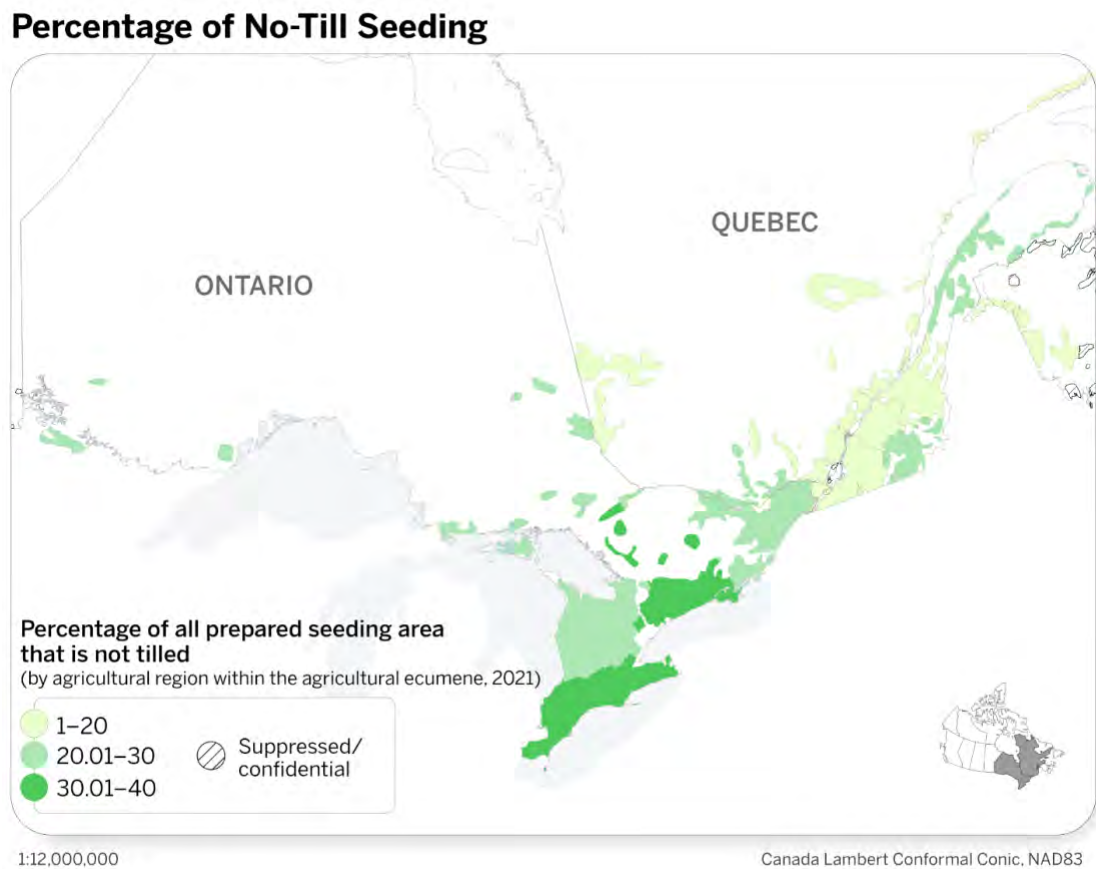 Percentage of No-Till Seeding
QUEBEC
ONTARIO
Percentage of all prepared seeding area
that is not tilled
(by agricultural region within the agricultural ecumene, 2021)
1–20
20.01–30
30.01–40
Suppressed/
confidential
1:12,000,000
Canada Lambert Conformal Conic, NAD83